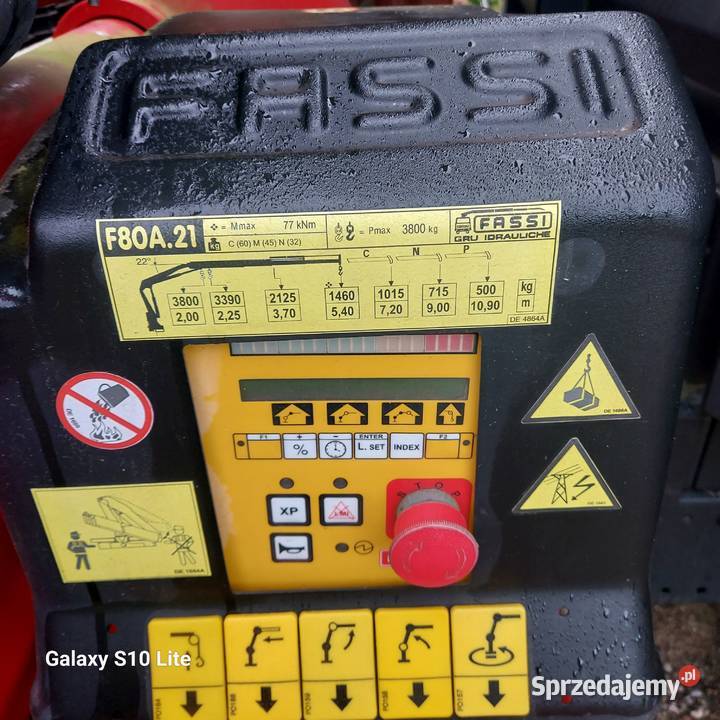 FASSI
F80A.21
= Mmax 77 kNm
= Pmax 3800 kg
FASSI
GRU IDRAULICHE
kg C (60) M (45) N (32)
22°
C N P
3800 3390 2125 1460 1015 715 500 kg
2,00 2,25 3,70 5,40 7,20 9,00 10,90 m
DE 4864A
F1 + % - ENTER L. SET INDEX F2
XP
STOP
Galaxy S10 Lite
Sprzedajemy.pl